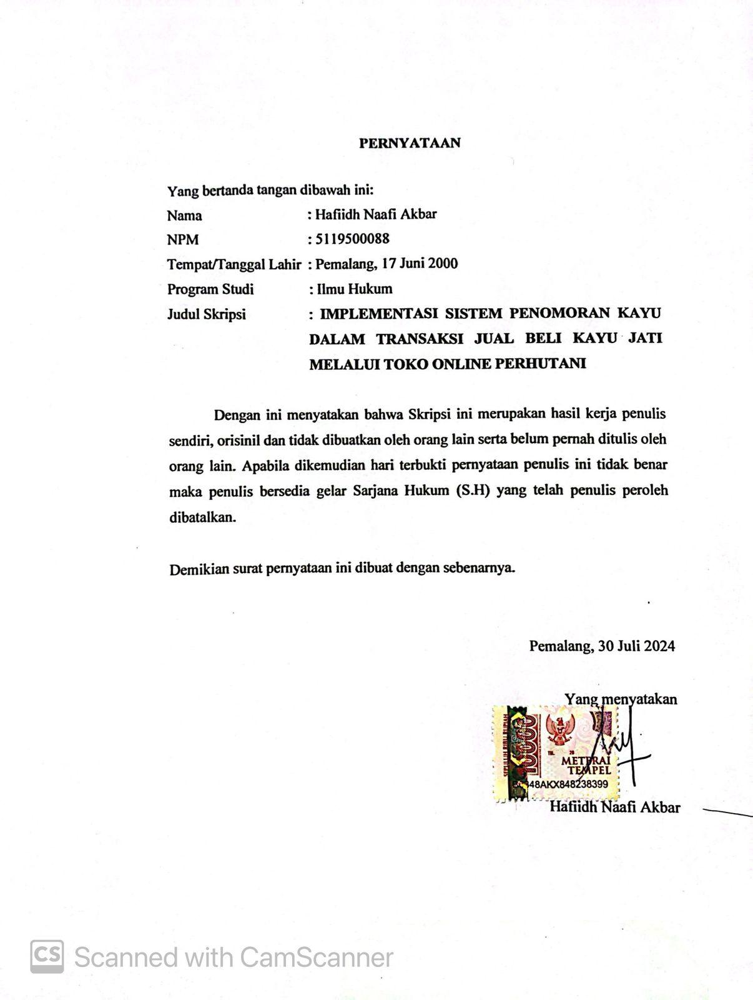 PERNYATAAN
Yang bertanda tangan dibawah ini:
Nama : Hafiidh Naafi Akbar
NPM : 5119500088
Tempat/Tanggal Lahir : Pemalang, 17 Juni 2000
Program Studi : Ilmu Hukum
Judul Skripsi : IMPLEMENTASI SISTEM PENOMORAN KAYU
DALAM TRANSAKSI JUAL BELI KAYU JATI
MELALUI TOKO ONLINE PERHUTANI
Dengan ini menyatakan bahwa Skripsi ini merupakan hasil kerja penulis
sendiri, orisinil dan tidak dibuatkan oleh orang lain serta belum pernah ditulis oleh
orang lain. Apabila dikemudian hari terbukti pernyataan penulis ini tidak benar
maka penulis bersedia gelar Sarjana Hukum (S.H) yang telah penulis peroleh
dibatalkan.
Demikian surat pernyataan ini dibuat dengan sebenarnya.
Pemalang, 30 Juli 2024
Yang menyatakan
SEPULUH RIBU RUPIAH
10000
TGL. 20
METERAI
TEMPEL
48AKX848238399
Hafiidh Naafi Akbar
CS Scanned with CamScanner